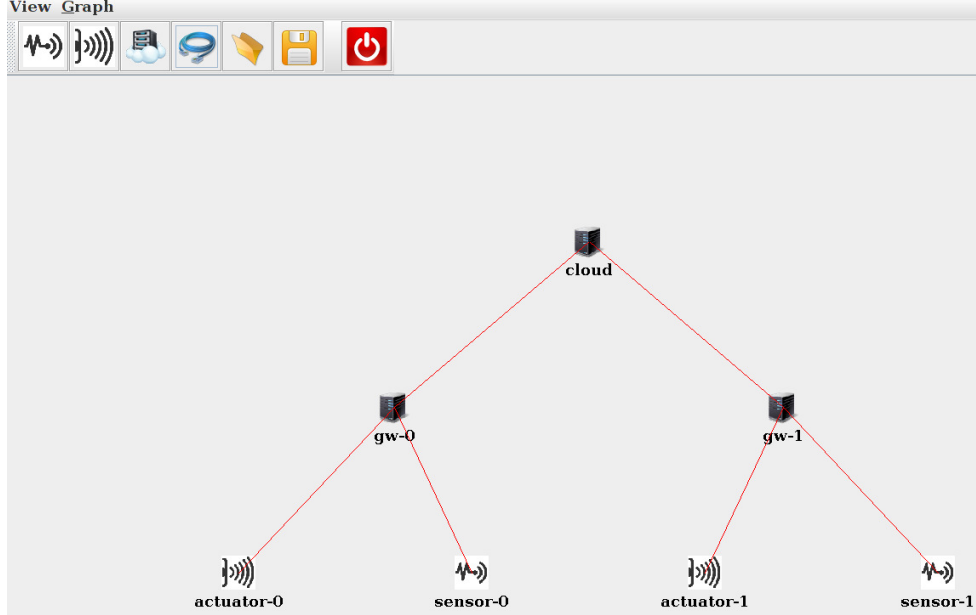 View Graph
cloud
gw-0
gw-1
actuator-0
sensor-0
actuator-1
sensor-1